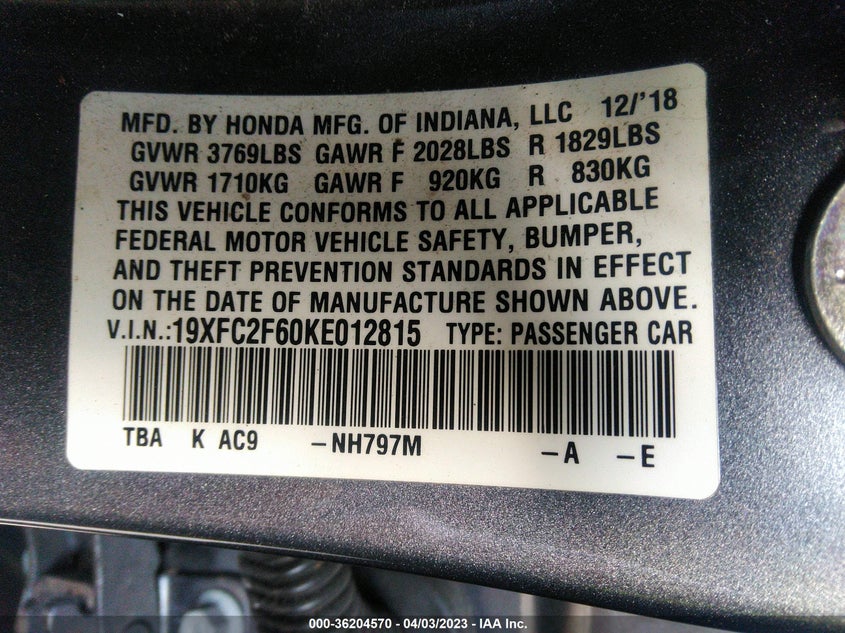 MFD. BY HONDA MFG. OF INDIANA, LLC 12/'18
GVWR 3769LBS GAWR F 2028LBS R 1829LBS
GVWR 1710KG GAWR F 920KG R 830KG
THIS VEHICLE CONFORMS TO ALL APPLICABLE
FEDERAL MOTOR VEHICLE SAFETY, BUMPER,
AND THEFT PREVENTION STANDARDS IN EFFECT
ON THE DATE OF MANUFACTURE SHOWN ABOVE.
V.I.N.:19XFC2F60KE012815 TYPE: PASSENGER CAR
TBA K AC9 –NH797M –A –E
000-36204570 - 04/03/2023 - IAA Inc.